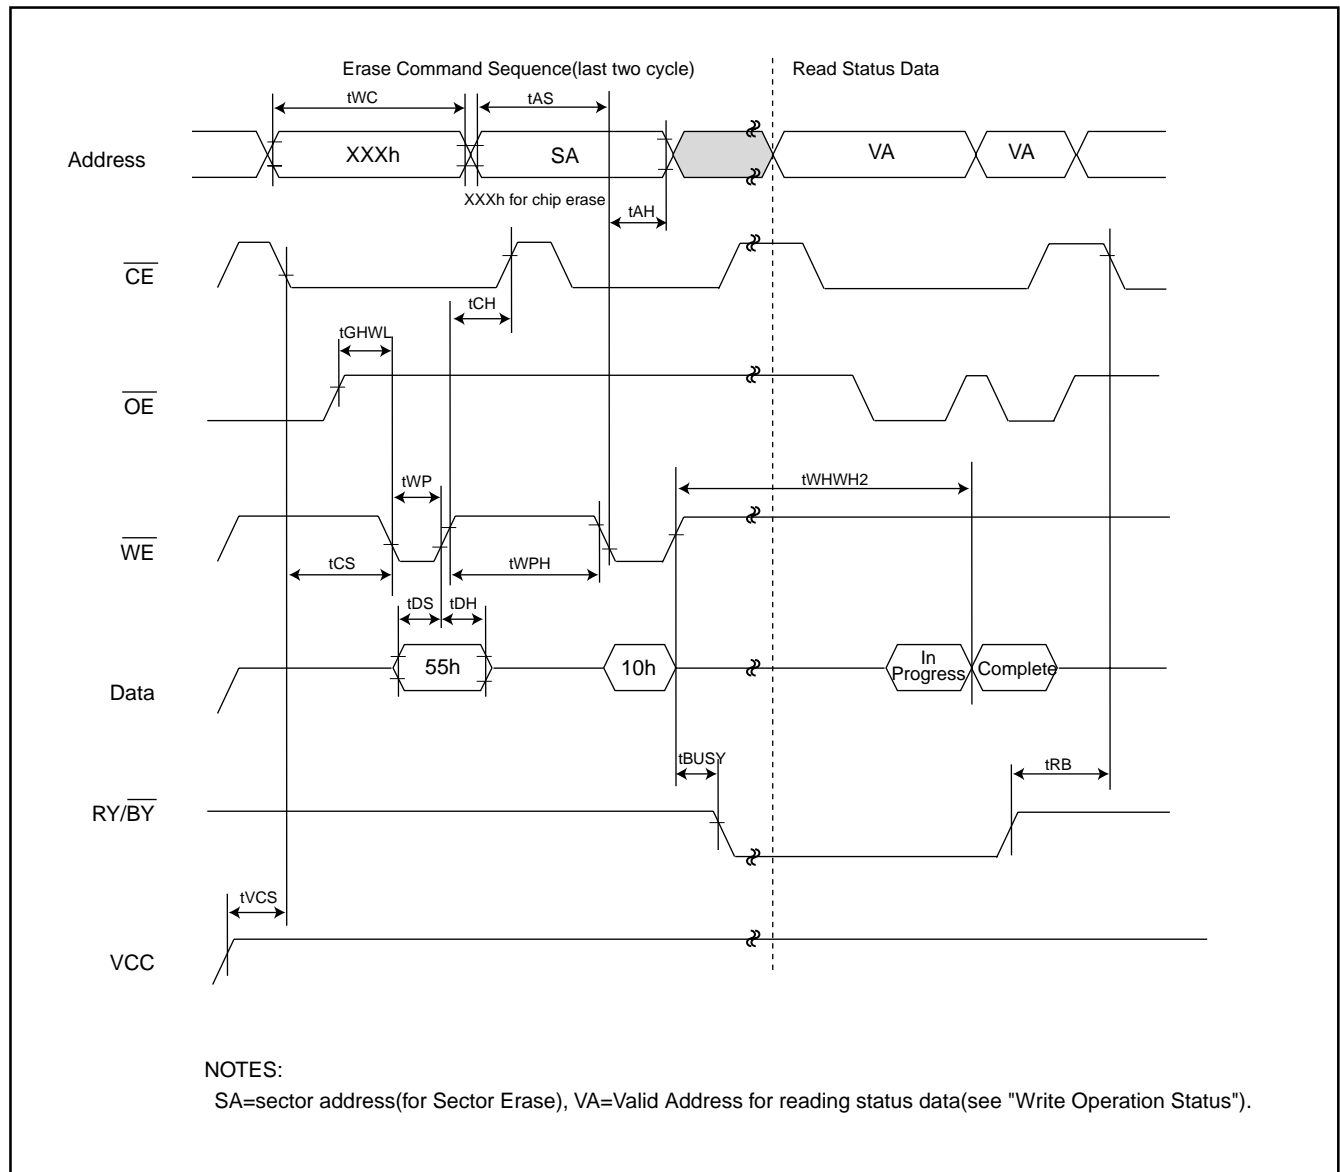 Erase Command Sequence(last two cycle)
Read Status Data
tWC
tAS
Address
XXXh
SA
VA
VA
XXXh for chip erase
tAH
CE
tCH
tGHWL
OE
tWP
tWHWH2
WE
tCS
tWPH
tDS
tDH
Data
55h
10h
In
Progress
Complete
tBUSY
tRB
RY/BY
tVCS
VCC
NOTES:
SA=sector address(for Sector Erase), VA=Valid Address for reading status data(see "Write Operation Status").